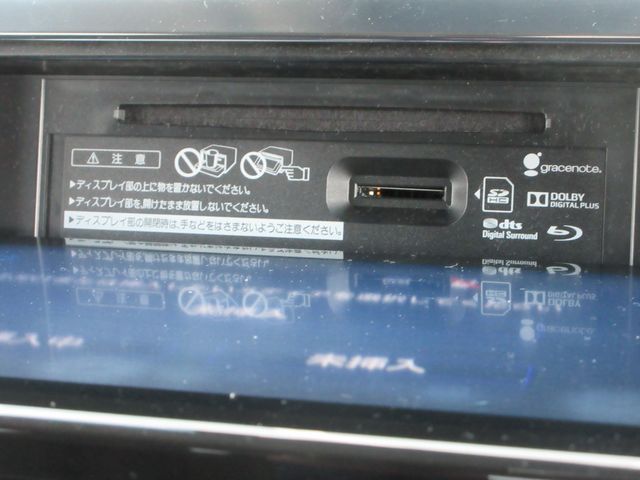 注意
▶ディスプレイ部の上に物を置かないでください。
▶ディスプレイ部を、開けたまま放置しないでください。
▶ディスプレイ部の開閉時は、手などをはさまないようご注意ください。
gracenote.
SD HC
DOLBY
DIGITAL PLUS
dts
Digital Surround
未挿入